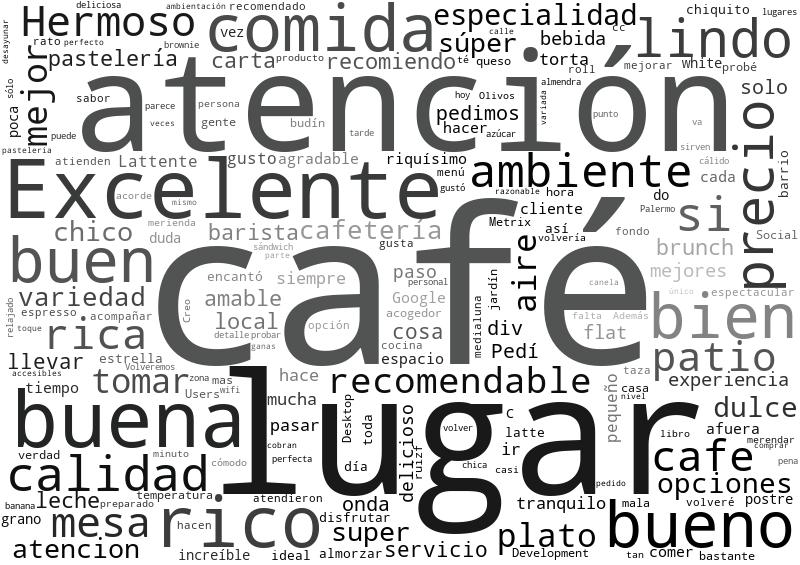 deliciosa ambientación recomendado
Hermoso
vez
comida
especialidad
cc
chiquito lugares
desayunar
rato perfecto
brownie
pastelería
carta producto
recomiendo
súper
calle
bebida
té queso
torta
lindo
mejorar white probé
sólo
poca
mejor
puede
pastelería
sabor
parece
veces
persona
gente
budín
tarde
atención
hoy Olivos
pedimos
hacer azúcar
roll
almendra
variada
punto
va
sirven
solo
precio
atienden Lattente
gusto agradable
riquísimo
menú
gustó
ambiente
razonable hora
cálido
cada
barrio
Excelente
acorde
mismo
merienda
duda
chico
barista cafetería
sándwich
parte
gusta
Metrix
cliente
así
volvería
do
Palermo
fondo
si
Social
buen
café
encantó siempre
paso
personal
jardín
aire
canela
brunch
mejores
único espectacular
variedad
relajado
espresso acompañar
toque
Creo
amable
local
opción
detalle probar
ganas
Google
acogedor
cosa
cocina
espacio
medialuna
div
Pedí
falta Además
flat
bien
rica
llevar
accesibles
estrella
Volveremos
tiempo
tomar
zona mas
Users wifi
hace
mucha
recomendable
pequeño
taza
casa
nivel
patio
experiencia
dulce
buena
lugar
pasar
cobran
perfecta
Desktop
toda
día
delicioso
ruizf
volver
chica
c
latte
ir
casi
libro
afuera
merendar
comprar
verdad
minuto
cómodo
cafe
pena
calidad
temperatura
atendieron
onda
pedido
tranquilo
mala
opciones
volveré postre
banana
grano
leche preparado
mesa
rico
hacen
disfrutar
super
plato
bueno
atencion
increíble ideal almorzar servicio Development
tan comer bastante